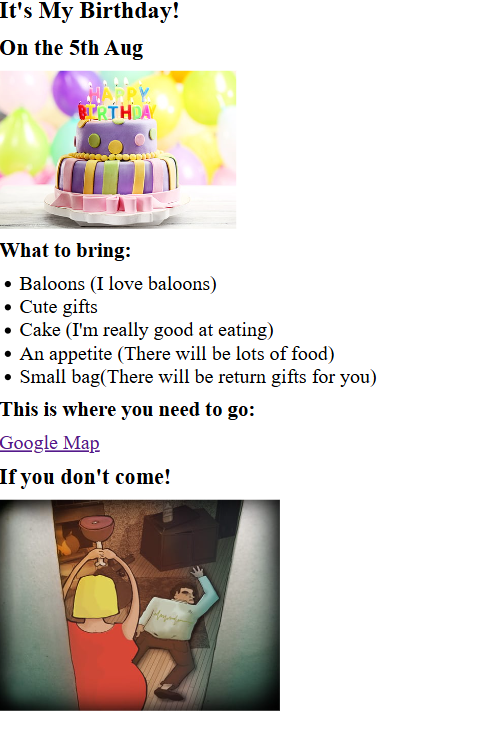 It's My Birthday!
On the 5th Aug
HAPPY
BIRTHDAY
What to bring:
Baloons (I love baloons)
Cute gifts
Cake (I'm really good at eating)
An appetite (There will be lots of food)
Small bag(There will be return gifts for you)
This is where you need to go:
Google Map
If you don't come!